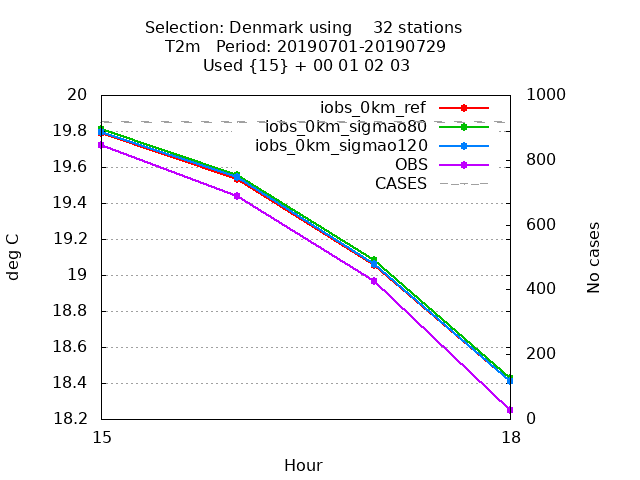 Selection: Denmark using    32 stations
T2m   Period: 20190701-20190729
Used {15} + 00 01 02 03
20
19.8
19.6
19.4
19.2
19
18.8
18.6
18.4
18.2
1000
800
600
400
200
0
iobs_0km_ref
iobs_0km_sigmao80
iobs_0km_sigmao120
OBS
CASES
deg C
No cases
15
18
Hour